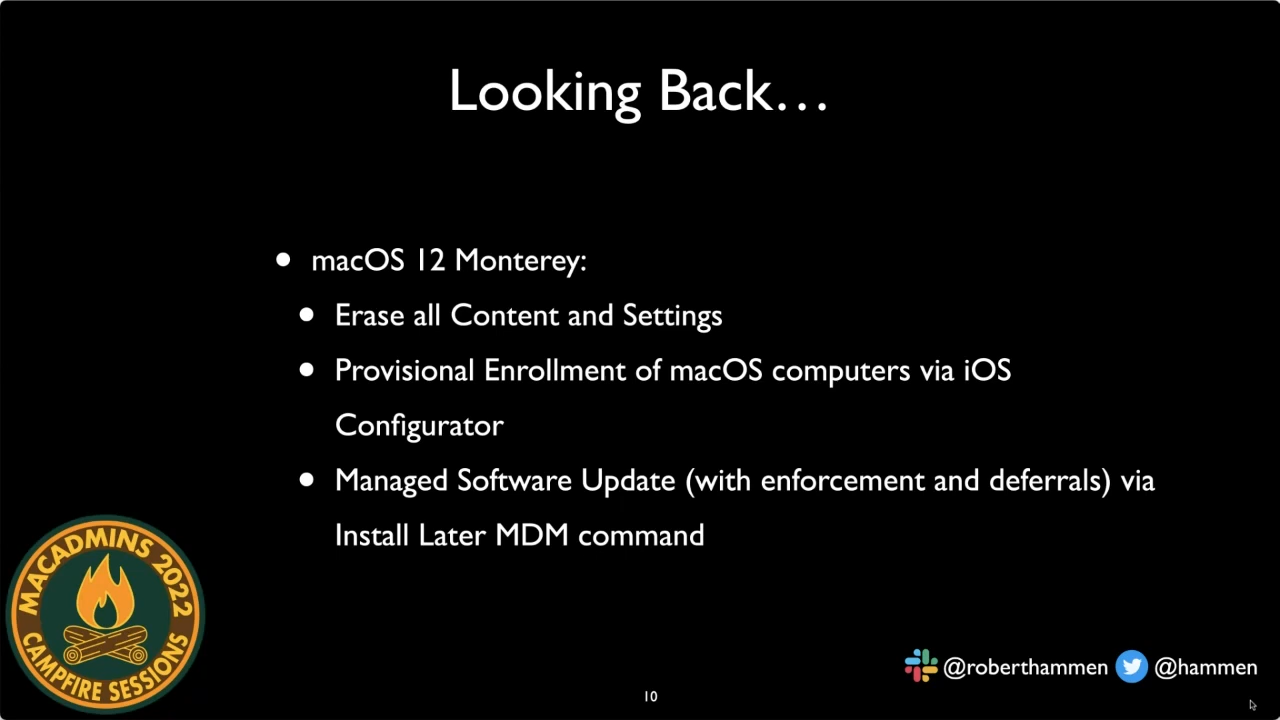 Looking Back…
• macOS 12 Monterey:
• Erase all Content and Settings
• Provisional Enrollment of macOS computers via iOS
Configurator
• Managed Software Update (with enforcement and deferrals) via
Install Later MDM command
MACADMINS 2022
CAMPFIRE SESSIONS
@roberthammen @hammen
10